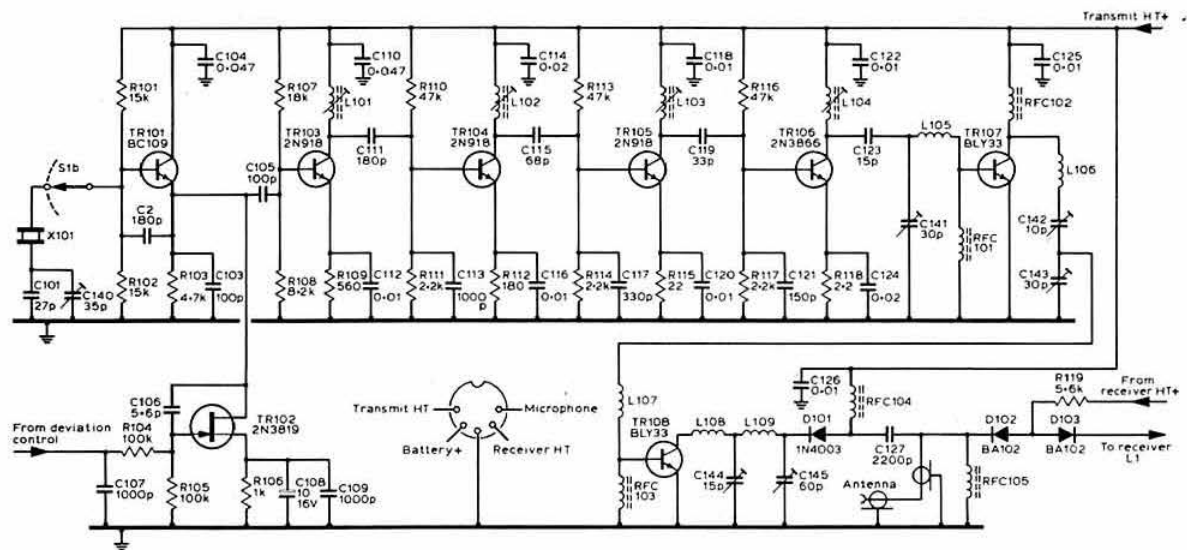 Transmit HT+
C104
0·047
C110
0·047
C114
0·02
C118
0·01
C122
0·01
C125
0·01
R101
15k
R107
18k
L101
R110
47k
L102
R113
47k
L103
R116
47k
L104
RFC102
TR101
BC109
TR103
2N918
TR104
2N918
TR105
2N918
TR106
2N3866
L105
TR107
BLY33
C111
180p
C115
68p
C119
33p
C123
15p
S1b
C105
100p
L106
C2
180p
X101
C141
30p
RFC
101
C142
10p
C101
27p
C140
35p
R102
15k
R103
4·7k
C103
100p
R108
8·2k
R109
560
C112
0·01
R111
2·2k
C113
1000
p
R112
180
C116
0·01
R114
2·2k
C117
330p
R115
22
C120
0·01
R117
2·2k
C121
150p
R118
2·2
C124
0·02
C143
30p
C106
5·6p
TR102
2N3819
From deviation
control
R104
100k
C107
1000p
R105
100k
R106
1k
C108
10
16V
C109
1000p
Transmit HT
Microphone
Battery+
Receiver HT
L107
TR108
BLY33
RFC
103
L108
L109
C144
15p
C145
60p
C126
0·01
RFC104
D101
1N4003
C127
2200p
Antenna
RFC105
R119
5·6k
From
receiver HT+
D102
BA102
D103
BA102
To receiver
L1